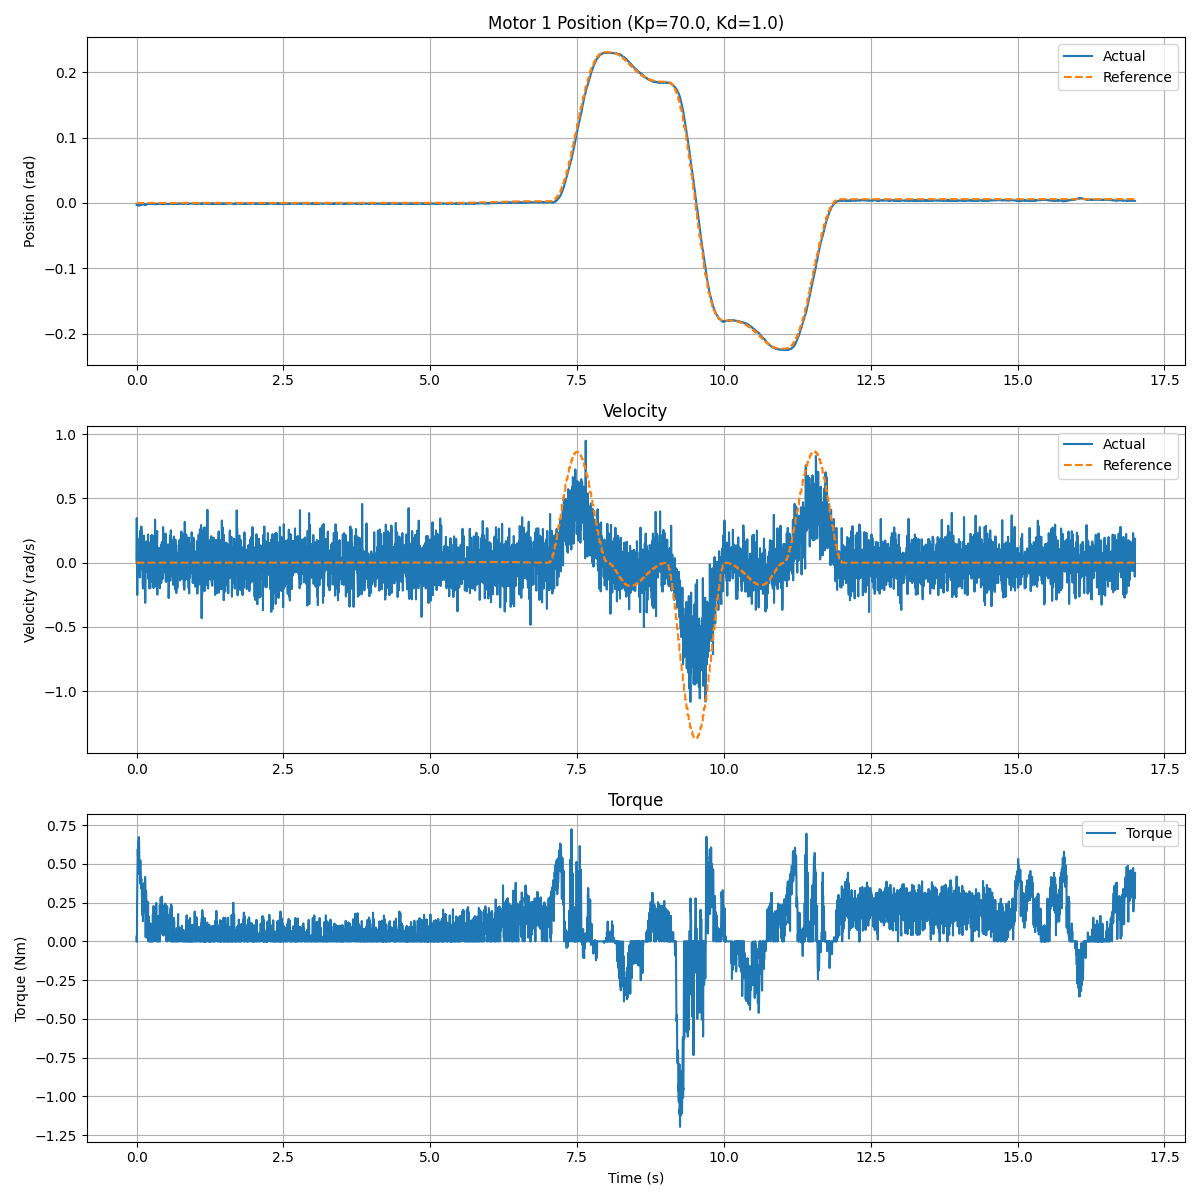 Motor 1 Position (Kp=70.0, Kd=1.0)
Actual
Reference
Position (rad)
0.2
0.1
0.0
−0.1
−0.2
0.0 2.5 5.0 7.5 10.0 12.5 15.0 17.5
Velocity
Actual
Reference
Velocity (rad/s)
1.0
0.5
0.0
−0.5
−1.0
0.0 2.5 5.0 7.5 10.0 12.5 15.0 17.5
Torque
Torque
Torque (Nm)
0.75
0.50
0.25
0.00
−0.25
−0.50
−0.75
−1.00
−1.25
0.0 2.5 5.0 7.5 10.0 12.5 15.0 17.5
Time (s)